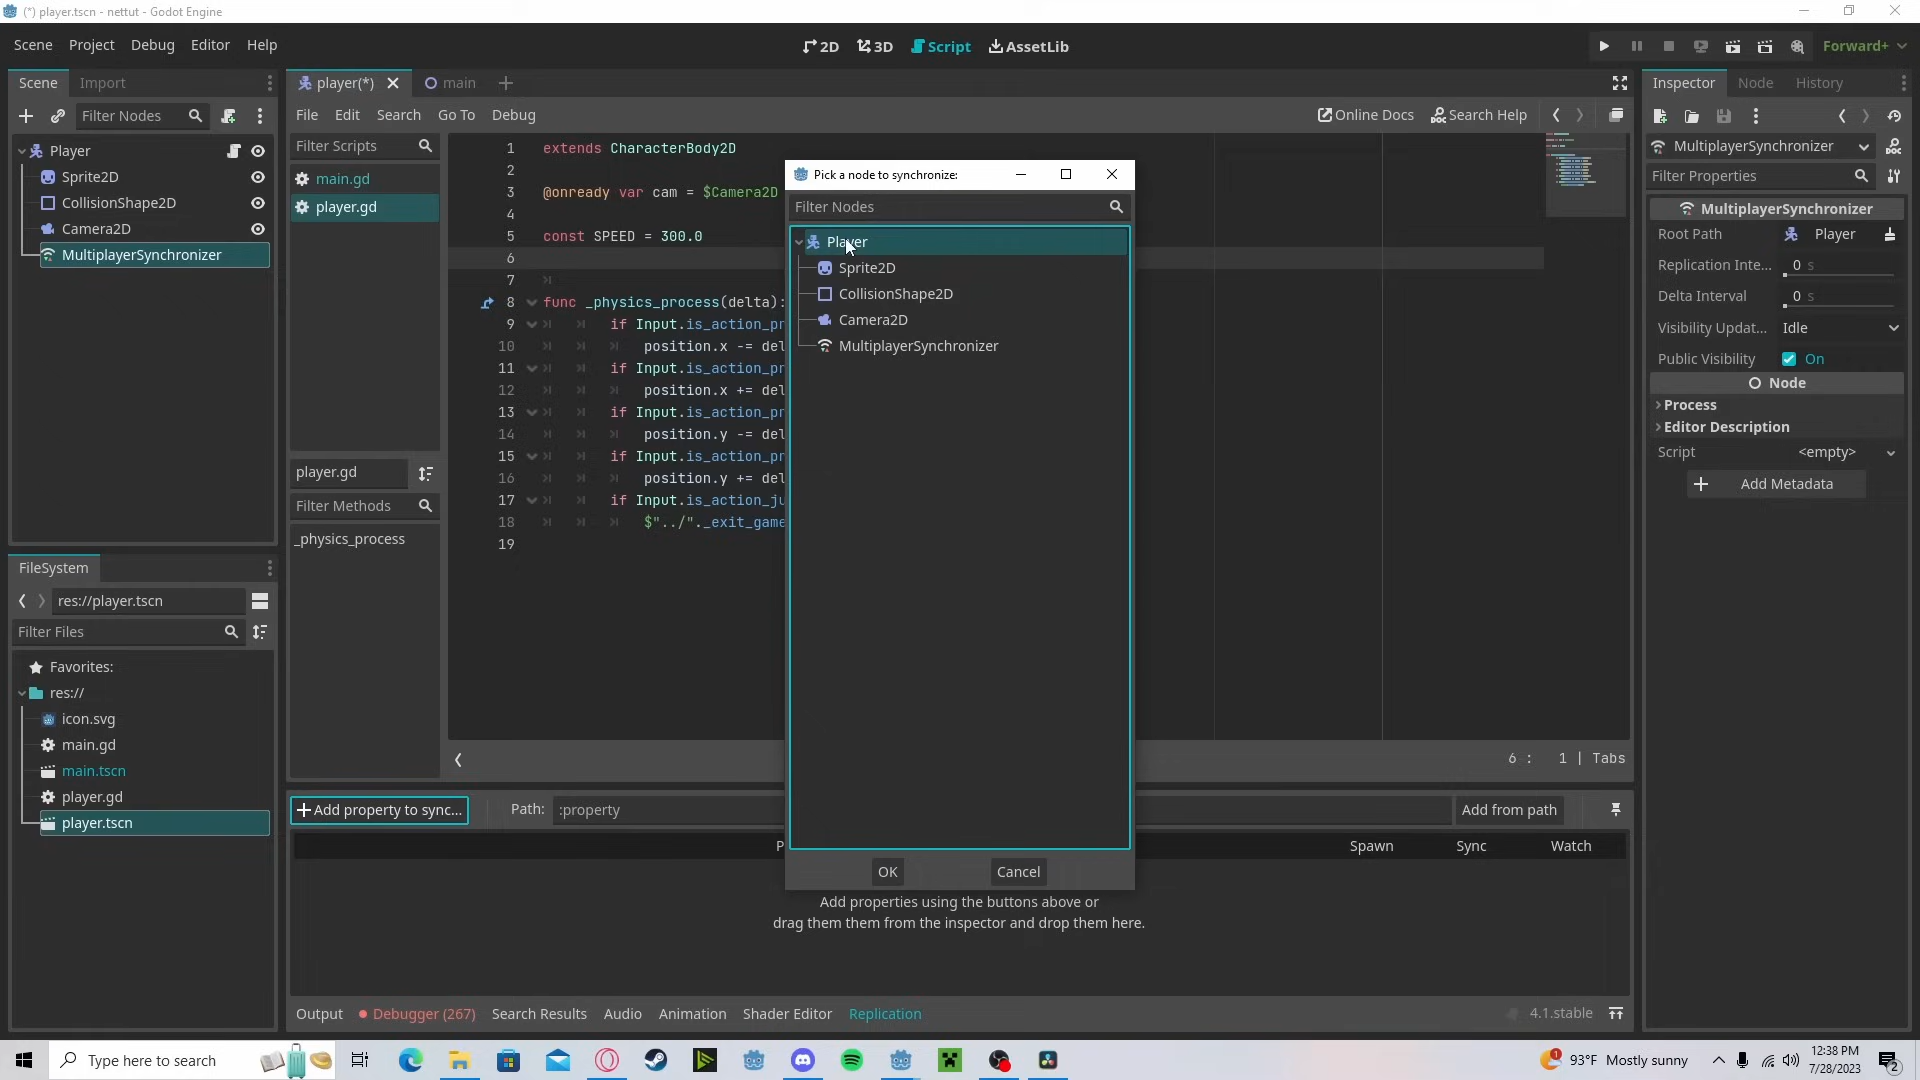 (*) player.tscn - nettut - Godot Engine
Scene Project Debug Editor Help
2D 3D Script AssetLib
Forward+
Scene Import
Filter Nodes
Player
Sprite2D
CollisionShape2D
Camera2D
MultiplayerSynchronizer
FileSystem
res://player.tscn
Filter Files
Favorites:
res://
icon.svg
main.gd
main.tscn
player.gd
player.tscn
player(*) main
File Edit Search Go To Debug
Online Docs Search Help
Filter Scripts
main.gd
player.gd
player.gd
Filter Methods
_physics_process
1 extends CharacterBody2D
2
3 @onready var cam = $Camera2D
4
5 const SPEED = 300.0
6
7
8 func _physics_process(delta):
9 if Input.is_action_pr
10 position.x -= del
11 if Input.is_action_pr
12 position.x += del
13 if Input.is_action_pr
14 position.y -= del
15 if Input.is_action_pr
16 position.y += del
17 if Input.is_action_ju
18 $"../"._exit_game
19
6 : 1 | Tabs
Pick a node to synchronize:
Filter Nodes
Player
Sprite2D
CollisionShape2D
Camera2D
MultiplayerSynchronizer
OK Cancel
Add property to sync... Path: :property Add from path
P Spawn Sync Watch
Add properties using the buttons above or
drag them them from the inspector and drop them here.
Output Debugger (267) Search Results Audio Animation Shader Editor Replication 4.1.stable
Inspector Node History
MultiplayerSynchronizer
Filter Properties
MultiplayerSynchronizer
Root Path Player
Replication Inte... 0 s
Delta Interval 0 s
Visibility Updat... Idle
Public Visibility On
Node
Process
Editor Description
Script <empty>
Add Metadata
Type here to search
1 93°F Mostly sunny
12:38 PM
7/28/2023
2